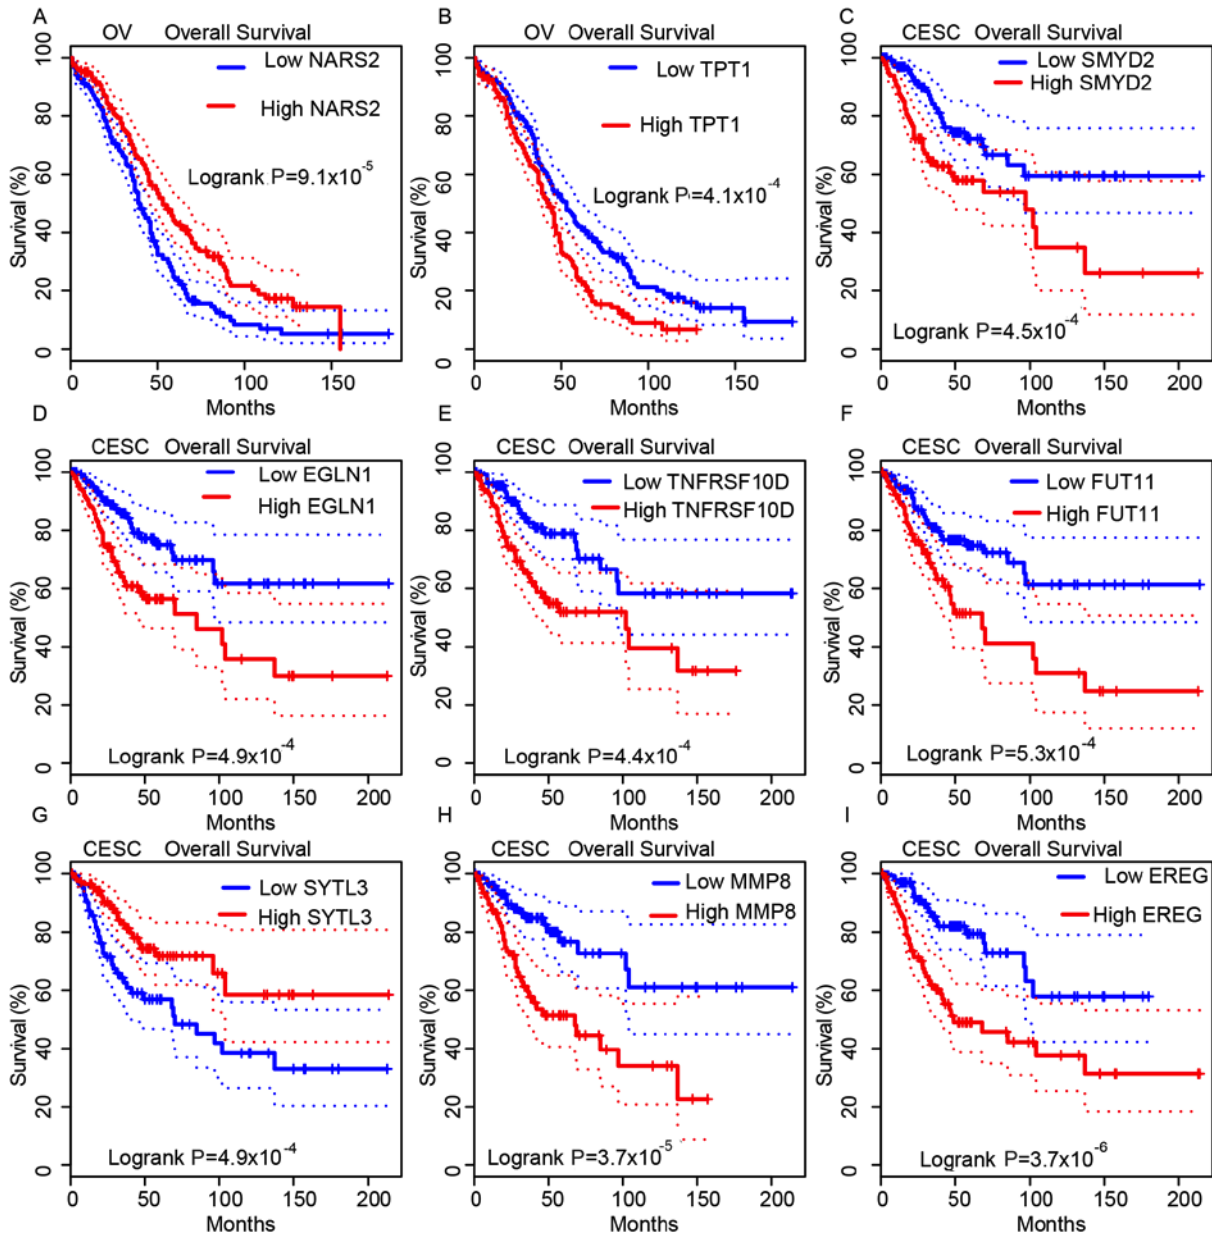 A
OV Overall Survival
Low NARS2
High NARS2
Logrank P=9.1x10^-5
Survival (%)
0 20 40 60 80 100
0 50 100 150
Months
B
OV Overall Survival
Low TPT1
High TPT1
Logrank P=4.1x10^-4
Survival (%)
0 20 40 60 80 100
0 50 100 150
Months
C
CESC Overall Survival
Low SMYD2
High SMYD2
Logrank P=4.5x10^-4
Survival (%)
0 20 40 60 80 100
0 50 100 150 200
Months
D
CESC Overall Survival
Low EGLN1
High EGLN1
Logrank P=4.9x10^-4
Survival (%)
0 20 40 60 80 100
0 50 100 150 200
Months
E
CESC Overall Survival
Low TNFRSF10D
High TNFRSF10D
Logrank P=4.4x10^-4
Survival (%)
0 20 40 60 80 100
0 50 100 150 200
Months
F
CESC Overall Survival
Low FUT11
High FUT11
Logrank P=5.3x10^-4
Survival (%)
0 20 40 60 80 100
0 50 100 150 200
Months
G
CESC Overall Survival
Low SYTL3
High SYTL3
Logrank P=4.9x10^-4
Survival (%)
0 20 40 60 80 100
0 50 100 150 200
Months
H
CESC Overall Survival
Low MMP8
High MMP8
Logrank P=3.7x10^-5
Survival (%)
0 20 40 60 80 100
0 50 100 150 200
Months
I
CESC Overall Survival
Low EREG
High EREG
Logrank P=3.7x10^-6
Survival (%)
0 20 40 60 80 100
0 50 100 150 200
Months